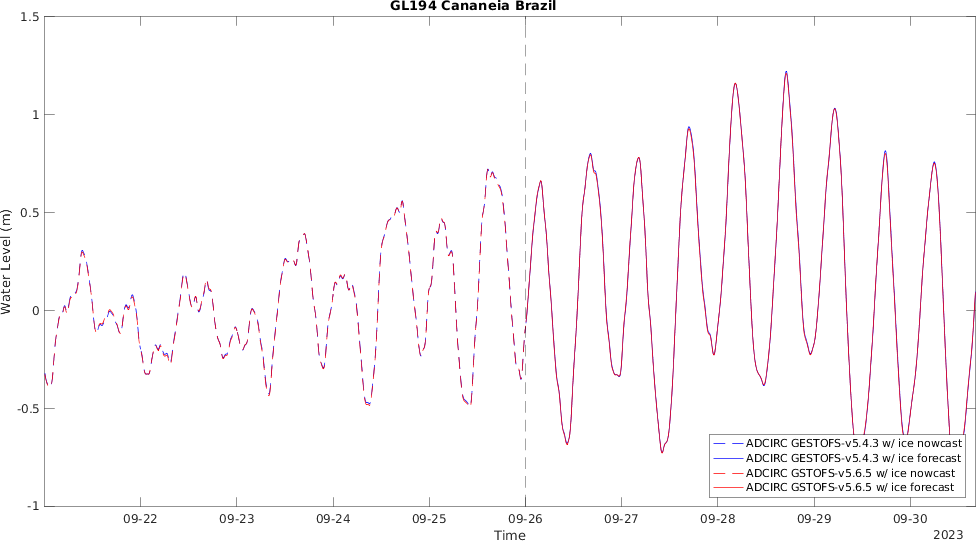 GL194 Cananeia Brazil
1.5
1
0.5
0
-0.5
-1
Water Level (m)
ADCIRC GESTOFS-v5.4.3 w/ ice nowcast
ADCIRC GESTOFS-v5.4.3 w/ ice forecast
ADCIRC GSTOFS-v5.6.5 w/ ice nowcast
ADCIRC GSTOFS-v5.6.5 w/ ice forecast
09-22 09-23 09-24 09-25 09-26 09-27 09-28 09-29 09-30
Time
2023